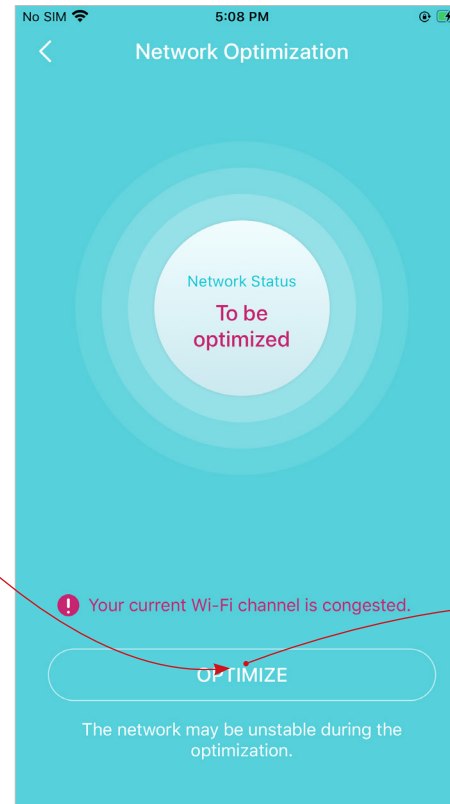 No SIM 5:08 PM
Network Optimization
Network Status
To be
optimized
Your current Wi-Fi channel is congested.
OPTIMIZE
The network may be unstable during the
optimization.